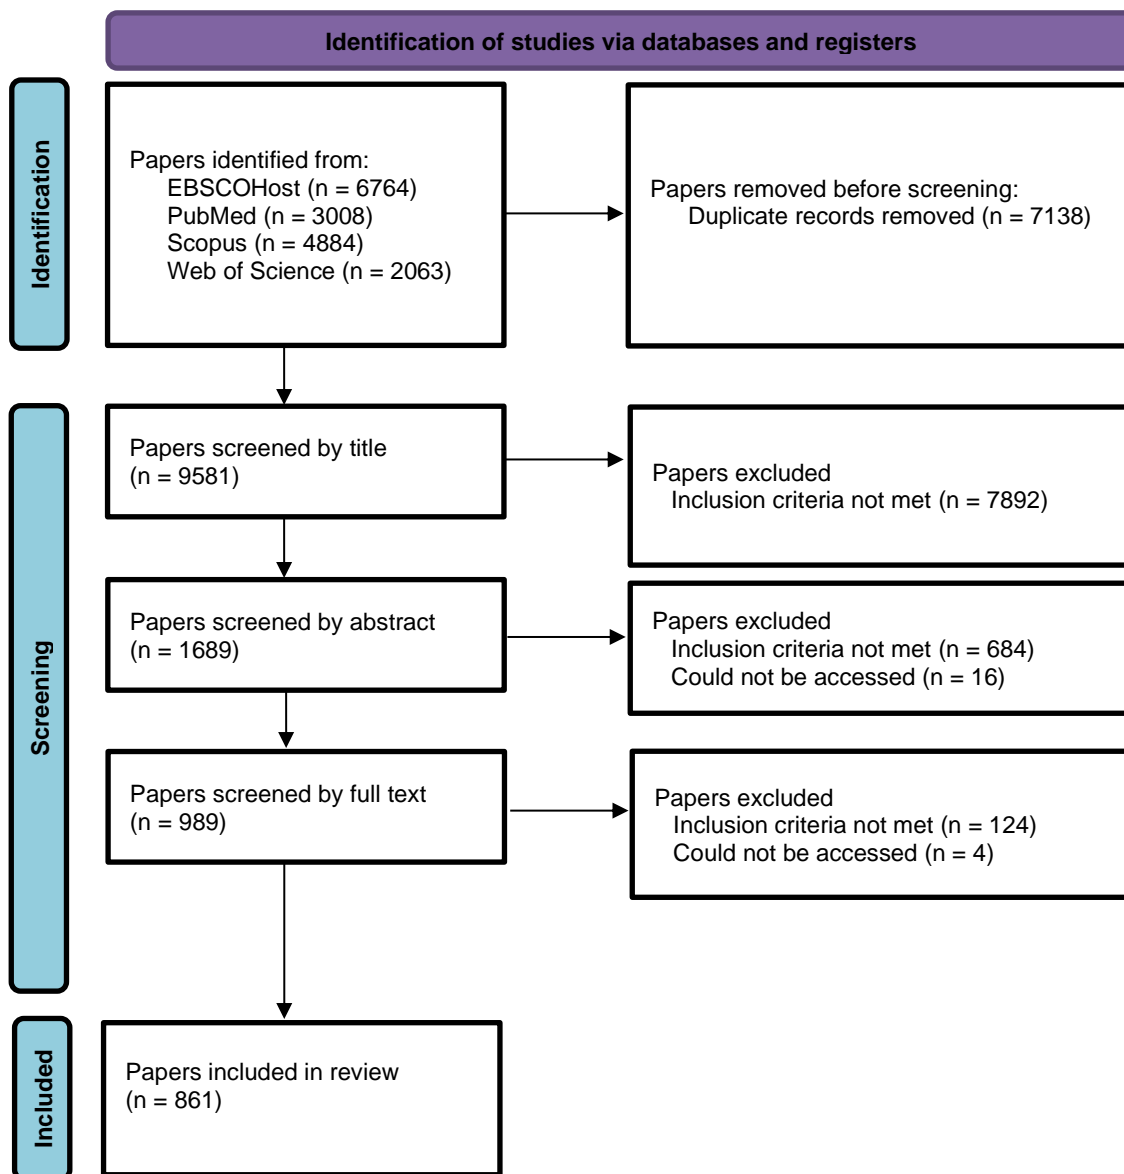 Identification of studies via databases and registers
Identification
Papers identified from:
EBSCOHost (n = 6764)
PubMed (n = 3008)
Scopus (n = 4884)
Web of Science (n = 2063)
Papers removed before screening:
Duplicate records removed (n = 7138)
Screening
Papers screened by title
(n = 9581)
Papers excluded
Inclusion criteria not met (n = 7892)
Papers screened by abstract
(n = 1689)
Papers excluded
Inclusion criteria not met (n = 684)
Could not be accessed (n = 16)
Papers screened by full text
(n = 989)
Papers excluded
Inclusion criteria not met (n = 124)
Could not be accessed (n = 4)
Included
Papers included in review
(n = 861)